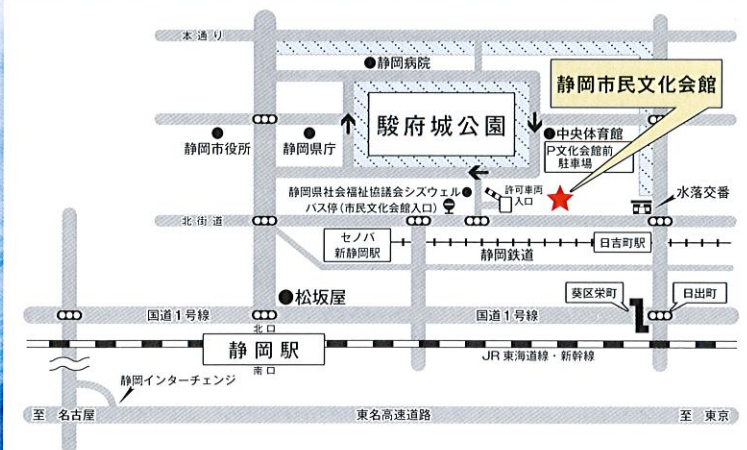 本通り
静岡病院
静岡市民文化会館
駿府城公園
中央体育館
P文化会館前
駐車場
静岡市役所
静岡県庁
静岡県社会福祉協議会シズウェル
バス停(市民文化会館入口)
許可車両
入口
水落交番
北街道
セノバ
新静岡駅
静岡鉄道
日吉町駅
松坂屋
葵区栄町
日出町
国道1号線
国道1号線
北口
静岡駅
南口
JR東海道線・新幹線
静岡インターチェンジ
至 名古屋
東名高速道路
至 東京